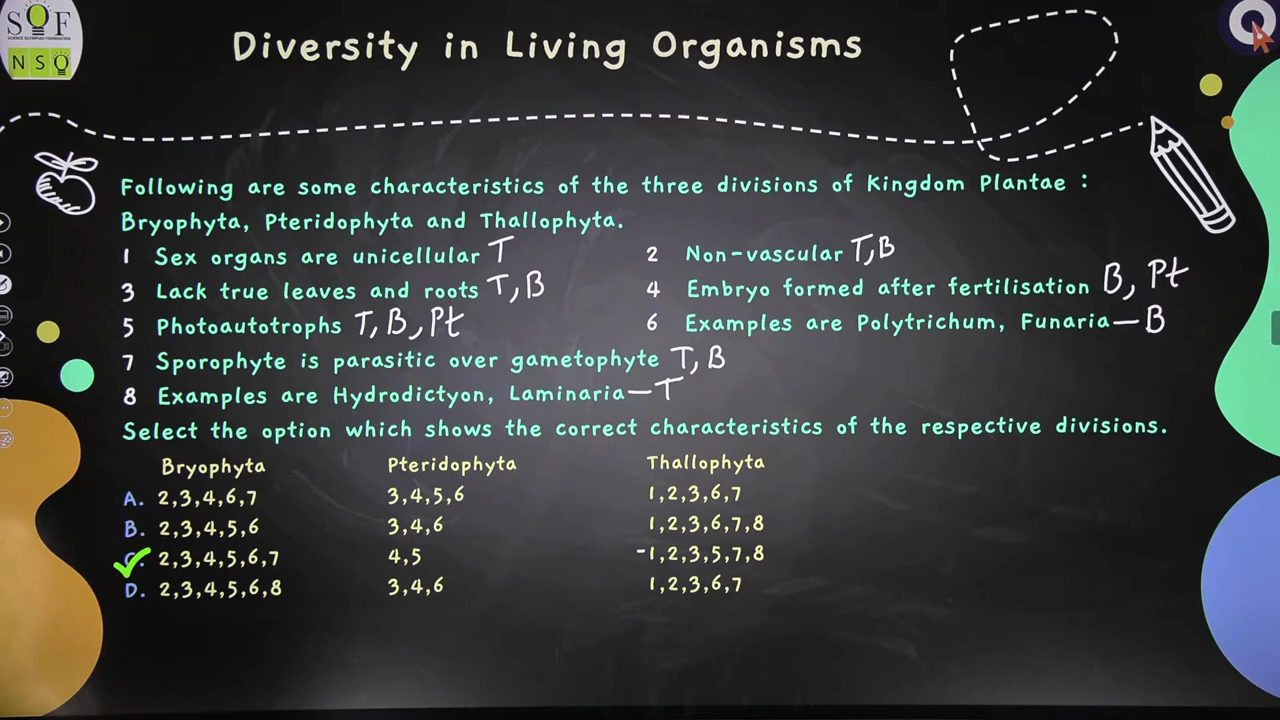 SOF
SCIENCE OLYMPIAD FOUNDATION
NSO
Diversity in Living Organisms
Following are some characteristics of the three divisions of Kingdom Plantae :
Bryophyta, Pteridophyta and Thallophyta.
1 Sex organs are unicellular T
2 Non-vascular T,B
3 Lack true leaves and roots T,B
4 Embryo formed after fertilisation B, Pt
5 Photoautotrophs T,B,Pt
6 Examples are Polytrichum, Funaria—B
7 Sporophyte is parasitic over gametophyte T,B
8 Examples are Hydrodictyon, Laminaria—T
Select the option which shows the correct characteristics of the respective divisions.
Bryophyta Pteridophyta Thallophyta
A. 2,3,4,6,7 3,4,5,6 1,2,3,6,7
B. 2,3,4,5,6 3,4,6 1,2,3,6,7,8
C. 2,3,4,5,6,7 4,5 -1,2,3,5,7,8
D. 2,3,4,5,6,8 3,4,6 1,2,3,6,7